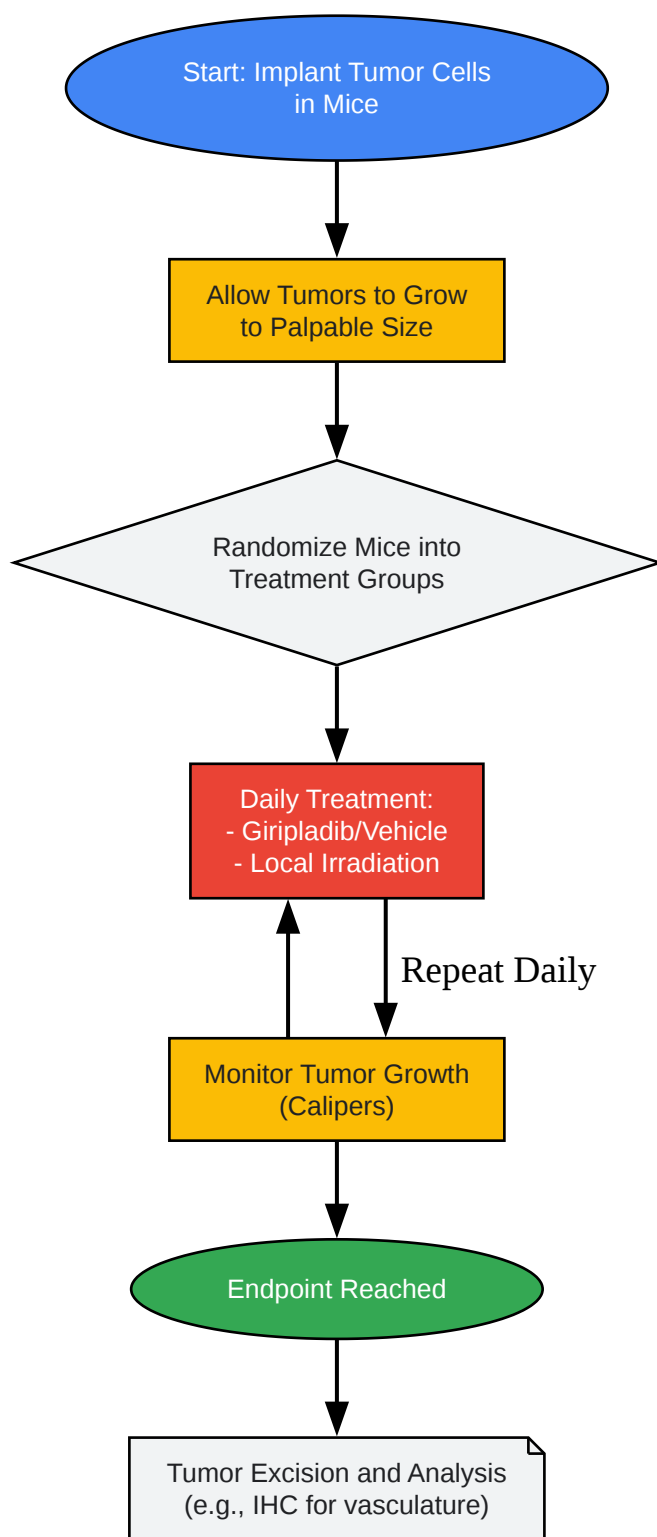 Start: Implant Tumor Cells
in Mice
Allow Tumors to Grow
to Palpable Size
Randomize Mice into
Treatment Groups
Daily Treatment:
- Giripladib/Vehicle
- Local Irradiation
Repeat Daily
Monitor Tumor Growth
(Calipers)
Endpoint Reached
Tumor Excision and Analysis
(e.g., IHC for vasculature)